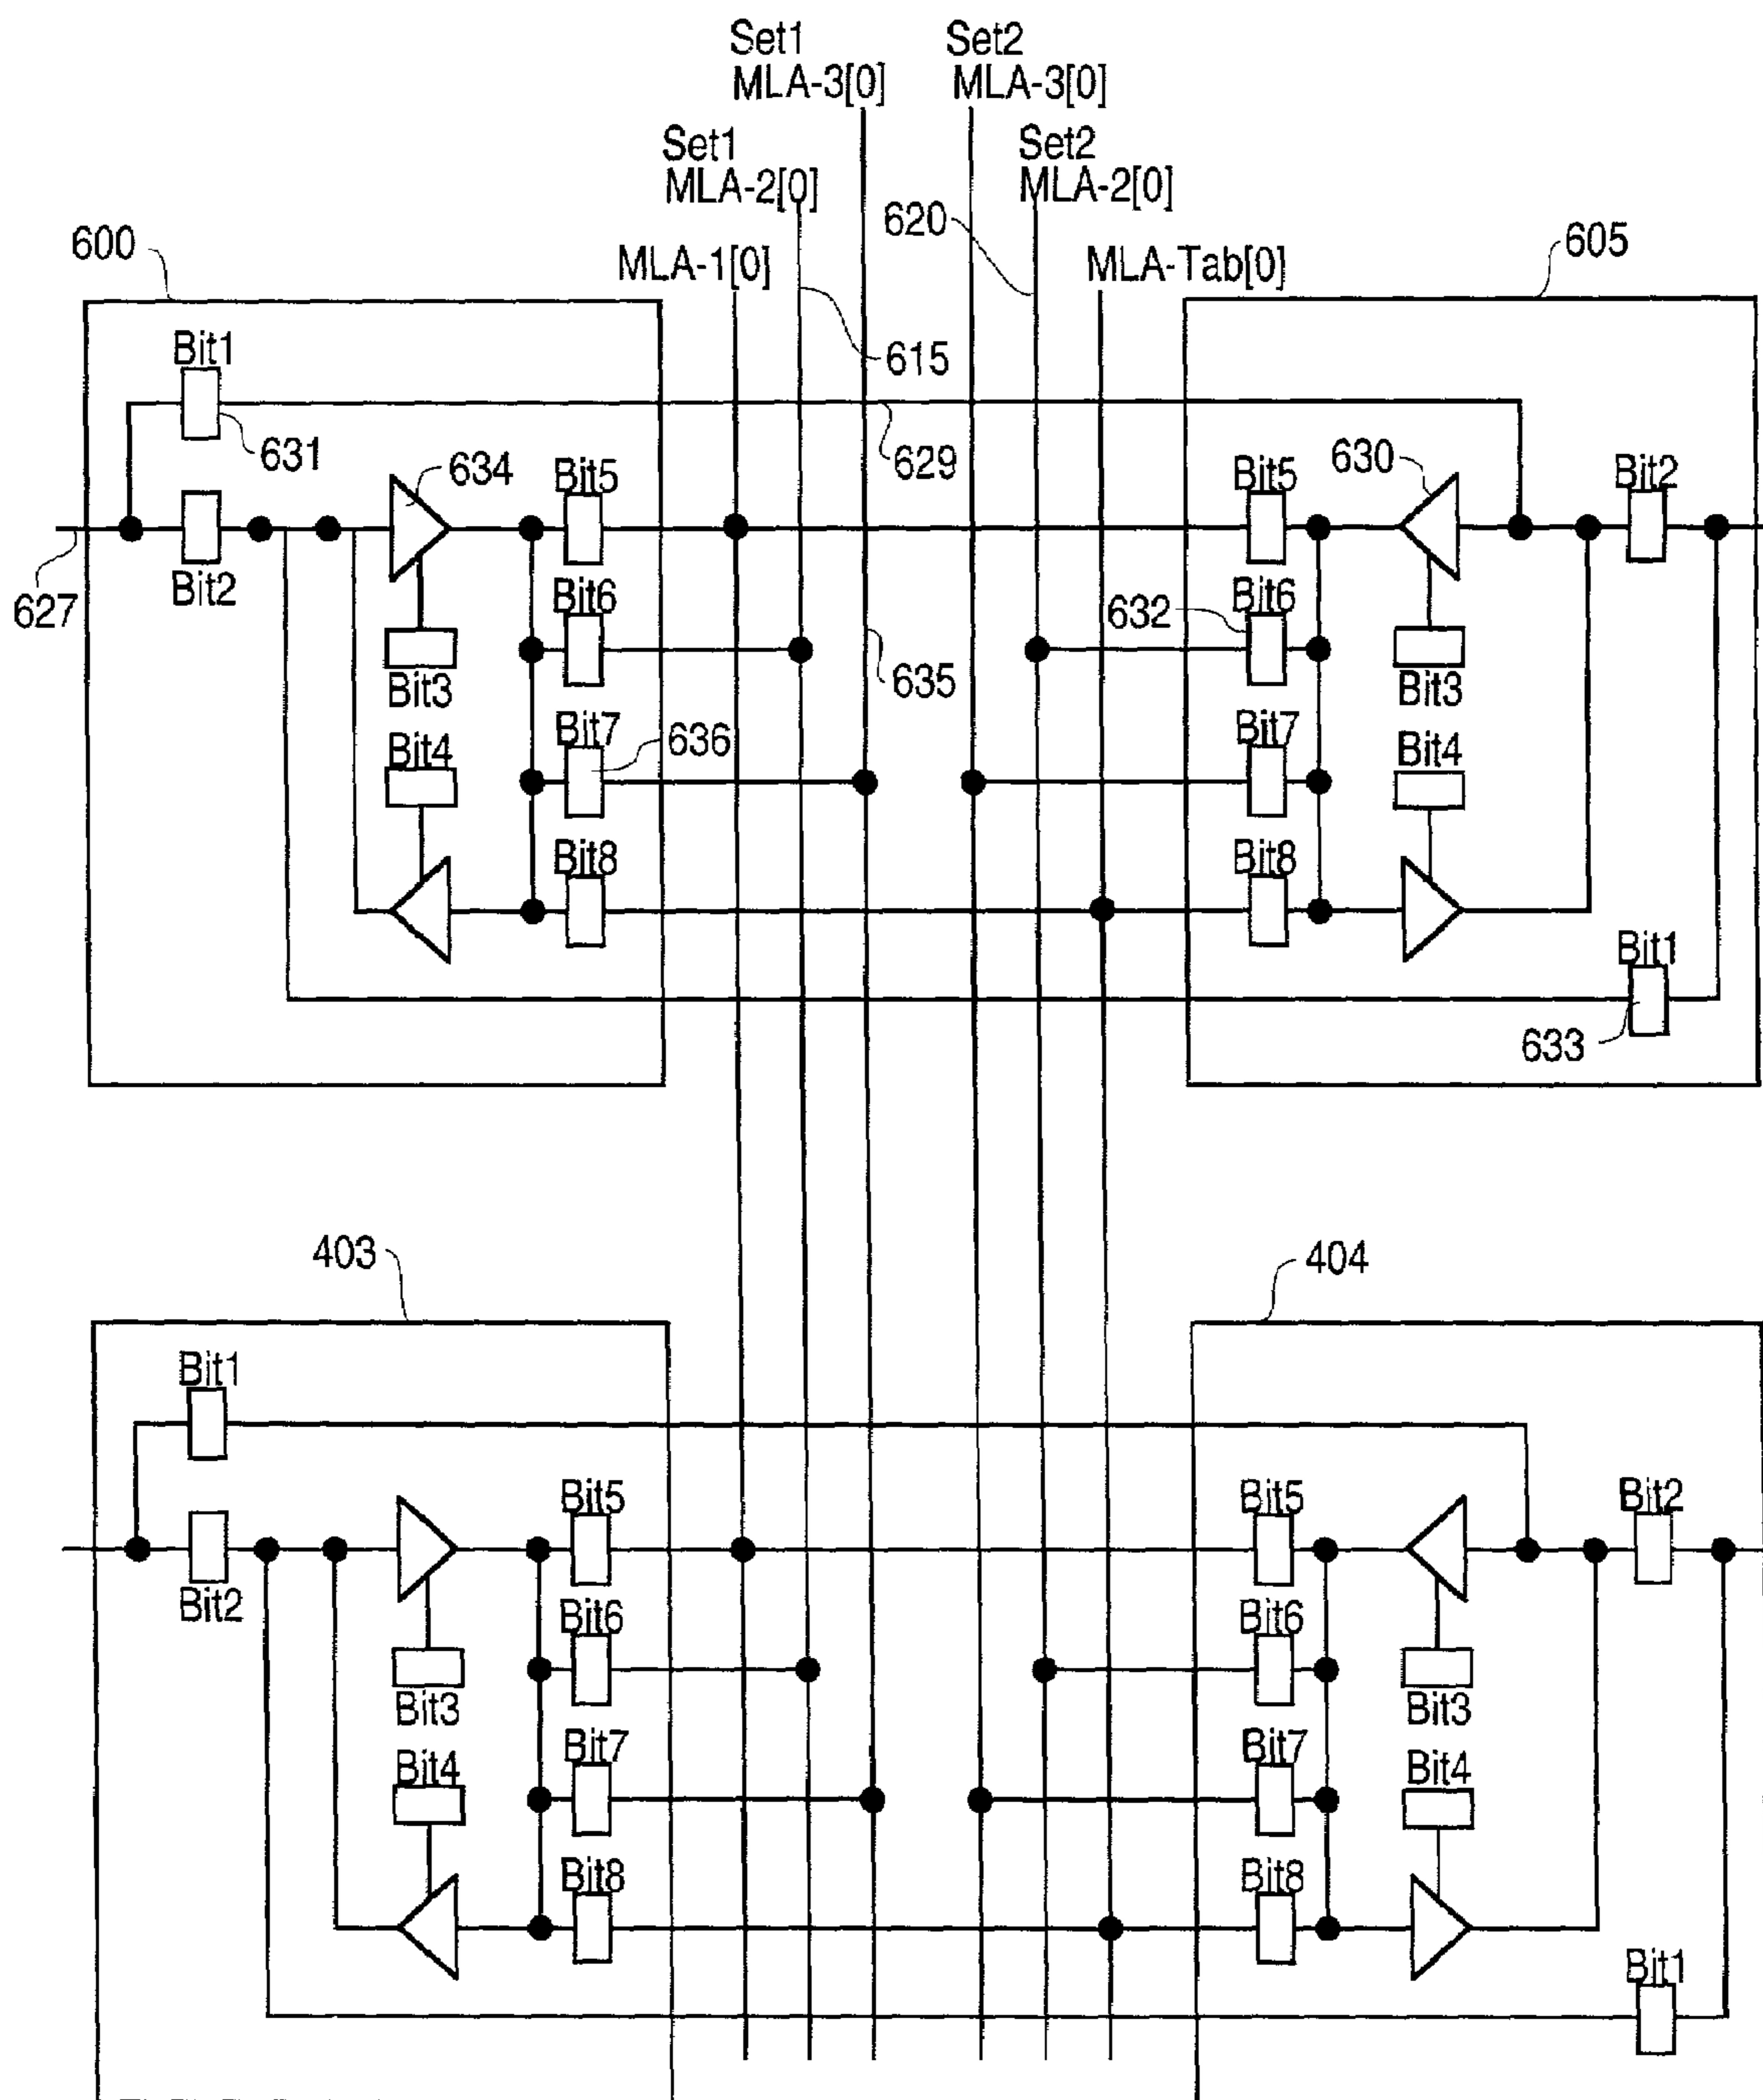 Set1
MLA-3[0]
Set2
MLA-3[0]
Set1
MLA-2[0]
Set2
MLA-2[0]
620
600
MLA-1[0]
MLA-Tab[0]
605
Bit1
615
631
629
634
Bit5
Bit5
630
Bit2
627
Bit2
Bit6
632
Bit6
Bit3
635
Bit3
Bit4
Bit7
636
Bit7
Bit4
Bit8
Bit8
Bit1
633
403
404
Bit1
Bit5
Bit5
Bit2
Bit2
Bit6
Bit6
Bit3
Bit3
Bit4
Bit7
Bit7
Bit4
Bit8
Bit8
Bit1